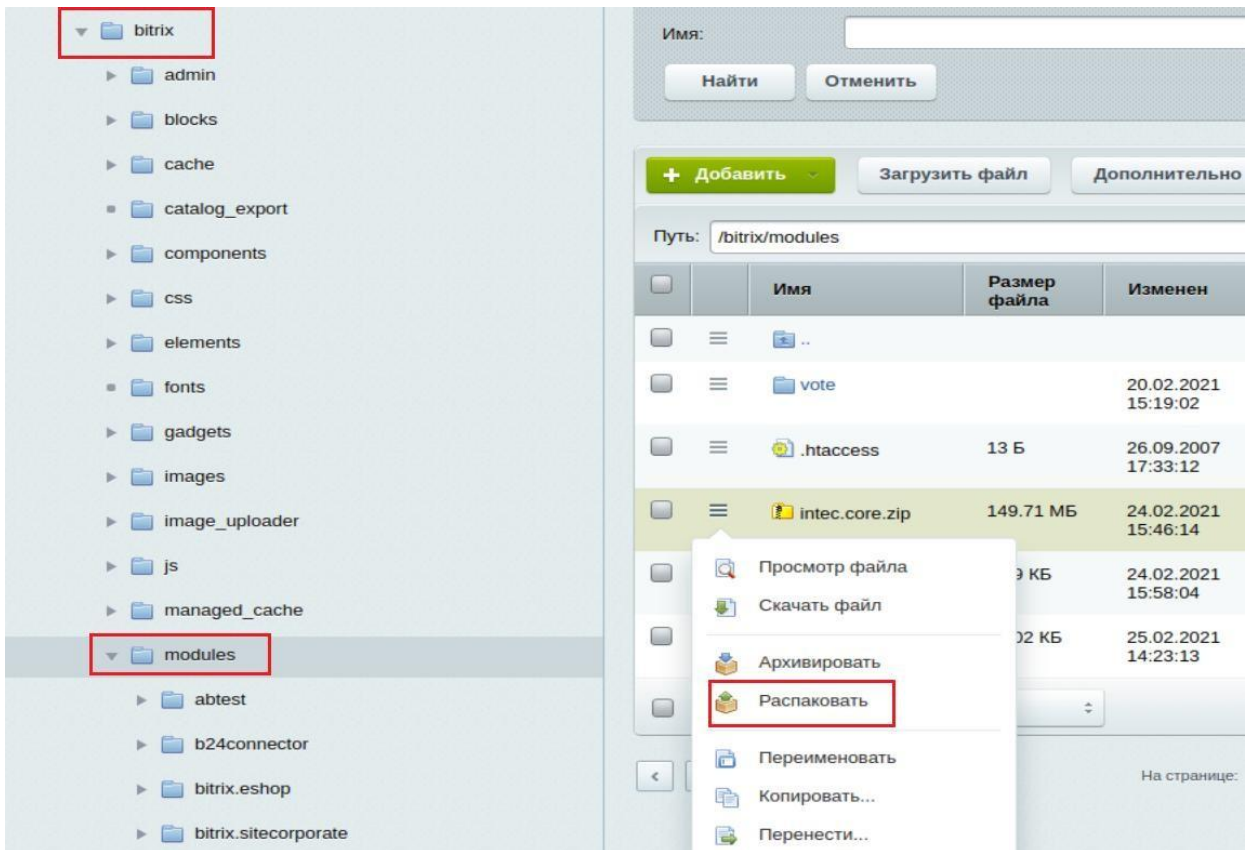 bitrix
admin
blocks
cache
catalog_export
components
css
elements
fonts
gadgets
images
image_uploader
js
managed_cache
modules
abtest
b24connector
bitrix.eshop
bitrix.sitecorporate
Имя:
Найти Отменить
+ Добавить Загрузить файл Дополнительно
Путь: /bitrix/modules
Имя Размер файла Изменен
..
vote 20.02.2021 15:19:02
.htaccess 13 Б 26.09.2007 17:33:12
intec.core.zip 149.71 МБ 24.02.2021 15:46:14
Просмотр файла
КБ 24.02.2021 15:58:04
Скачать файл
02 КБ 25.02.2021 14:23:13
Архивировать
Распаковать
Переименовать
На странице:
Копировать...
Перенести...